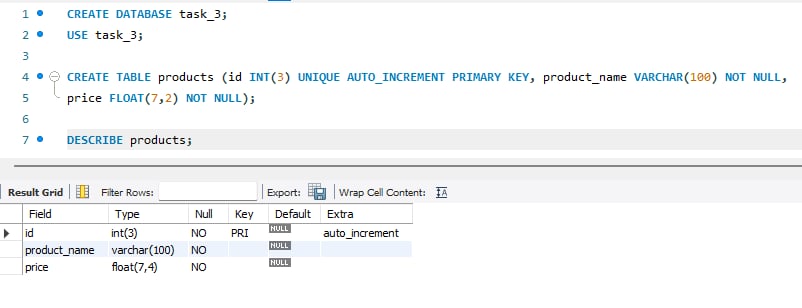 1 CREATE DATABASE task_3;
2 USE task_3;
3
4 CREATE TABLE products (id INT(3) UNIQUE AUTO_INCREMENT PRIMARY KEY, product_name VARCHAR(100) NOT NULL,
5 price FLOAT(7,2) NOT NULL);
6
7 DESCRIBE products;
Result Grid Filter Rows: Export: Wrap Cell Content: IA
Field Type Null Key Default Extra
id int(3) NO PRI NULL auto_increment
product_name varchar(100) NO NULL
price float(7,4) NO NULL